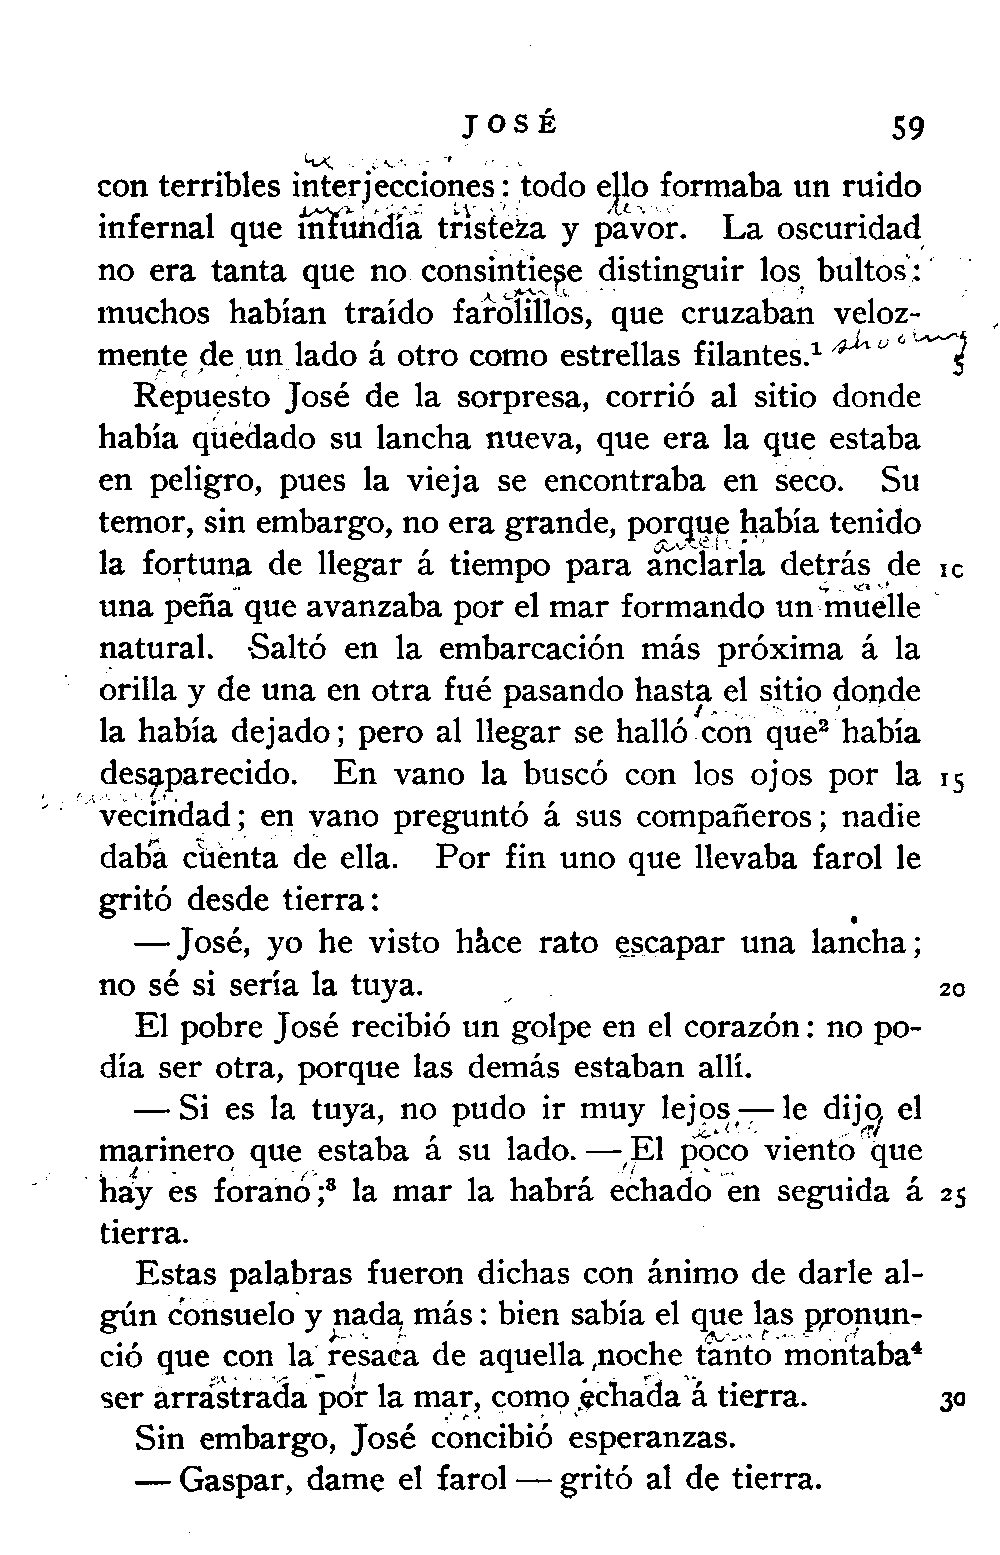 JOSÉ 59
con terribles interjecciones: todo ello formaba un ruido
infernal que infundía tristeza y pavor. La oscuridad
no era tanta que no consintiese distinguir los bultos:
muchos habían traído farolillos, que cruzaban veloz-
mente de un lado á otro como estrellas filantes.¹ 5
Repuesto José de la sorpresa, corrió al sitio donde
había quedado su lancha nueva, que era la que estaba
en peligro, pues la vieja se encontraba en seco. Su
temor, sin embargo, no era grande, porque había tenido
la fortuna de llegar á tiempo para anclarla detrás de 10
una peña que avanzaba por el mar formando un muelle
natural. Saltó en la embarcación más próxima á la
orilla y de una en otra fué pasando hasta el sitio donde
la había dejado; pero al llegar se halló con que² había
desaparecido. En vano la buscó con los ojos por la 15
vecindad; en vano preguntó á sus compañeros; nadie
daba cuenta de ella. Por fin uno que llevaba farol le
gritó desde tierra:
— José, yo he visto hace rato escapar una lancha;
no sé si sería la tuya. 20
El pobre José recibió un golpe en el corazón: no po-
día ser otra, porque las demás estaban allí.
— Si es la tuya, no pudo ir muy lejos — le dijo el
marinero que estaba á su lado. — El poco viento que
hay es forano;³ la mar la habrá echado en seguida á 25
tierra.
Estas palabras fueron dichas con ánimo de darle al-
gún consuelo y nada más: bien sabía el que las pronun-
ció que con la resaca de aquella noche tanto montaba⁴
ser arrastrada por la mar, como echada á tierra. 30
Sin embargo, José concibió esperanzas.
— Gaspar, dame el farol — gritó al de tierra.